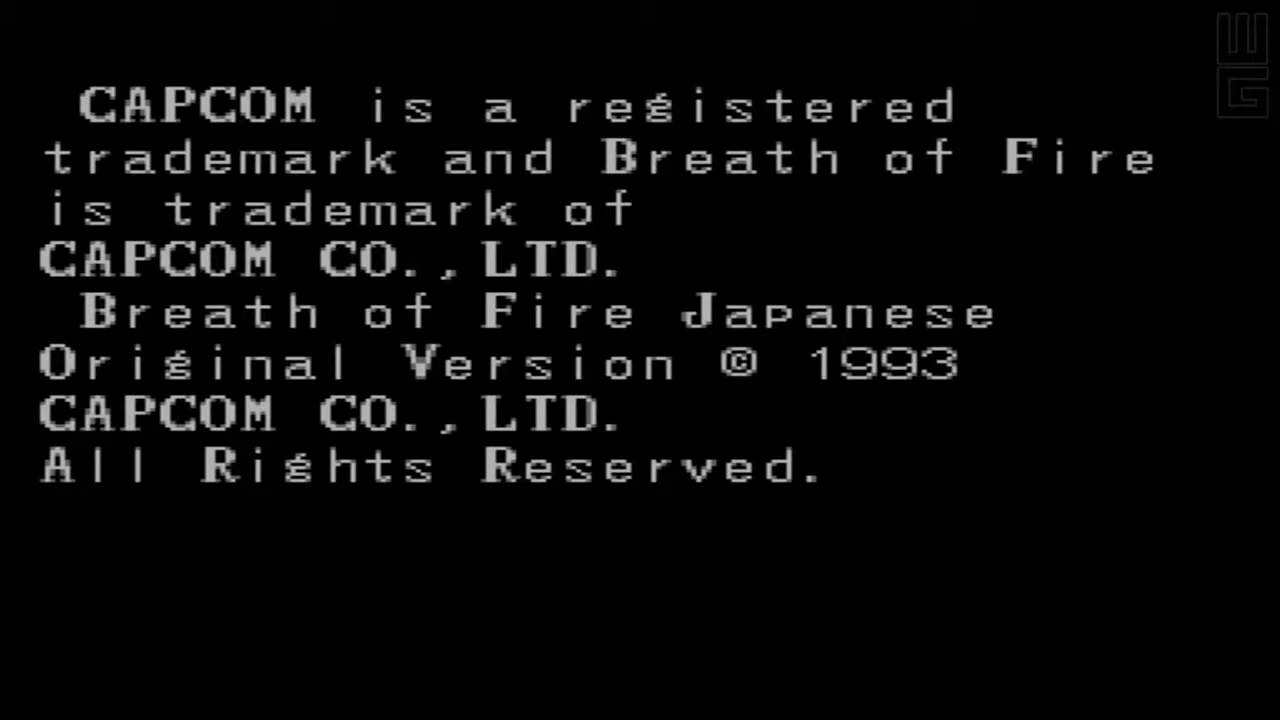 CAPCOM is a registered
trademark and Breath of Fire
is trademark of
CAPCOM CO.,LTD.
Breath of Fire Japanese
Original Version © 1993
CAPCOM CO.,LTD.
All Rights Reserved.